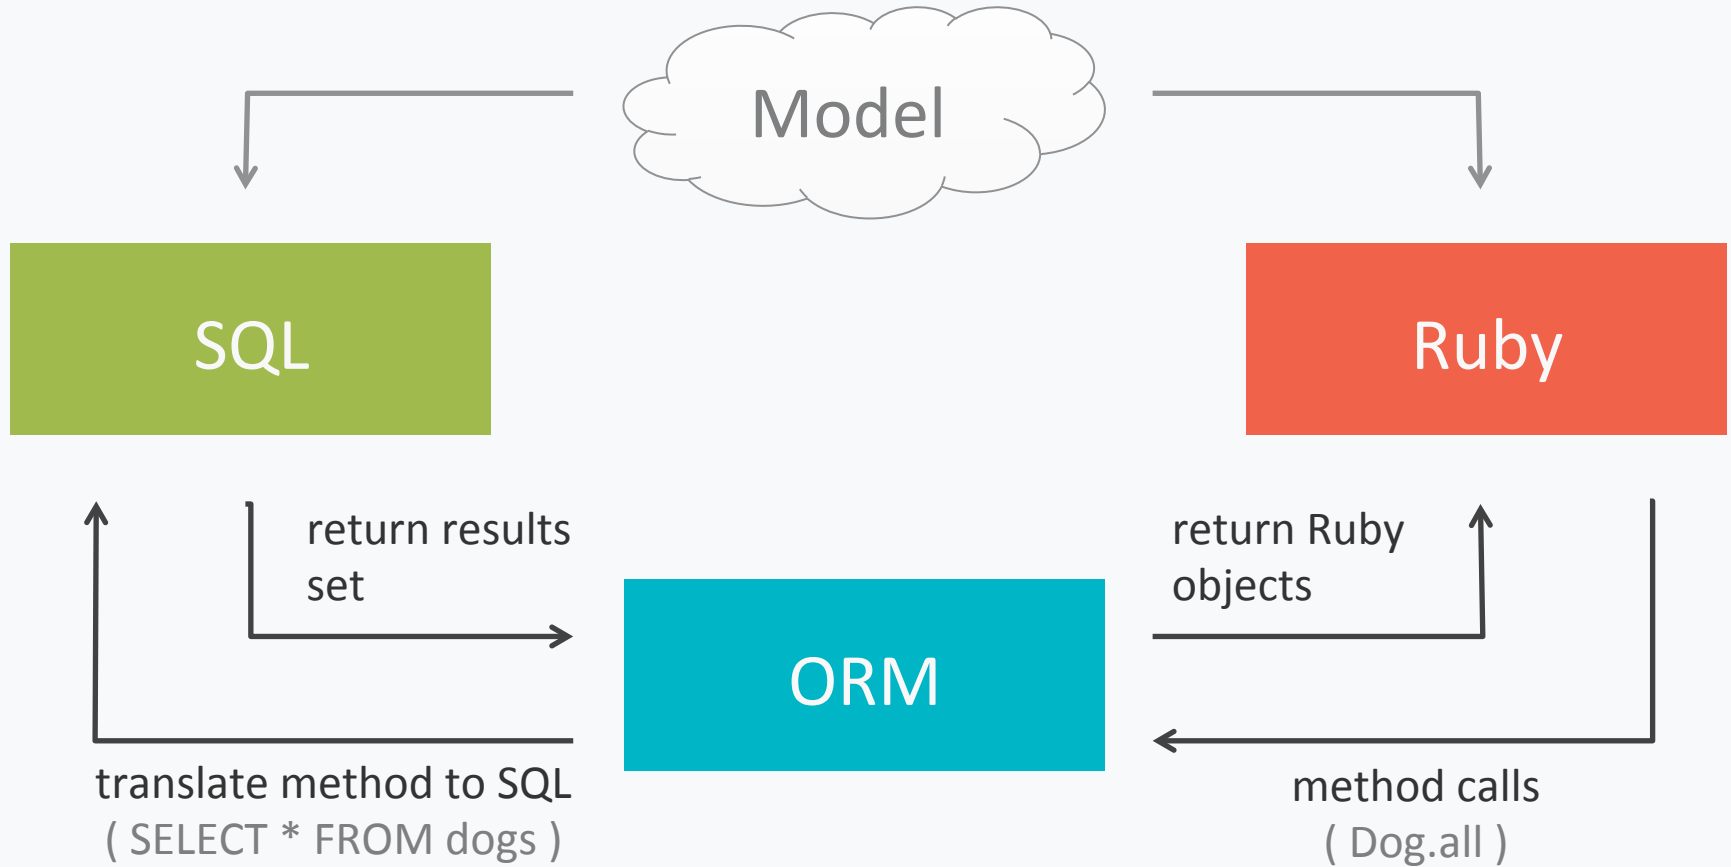 Model
SQL
Ruby
return results
set
return Ruby
objects
ORM
translate method to SQL
( SELECT * FROM dogs )
method calls
( Dog.all )